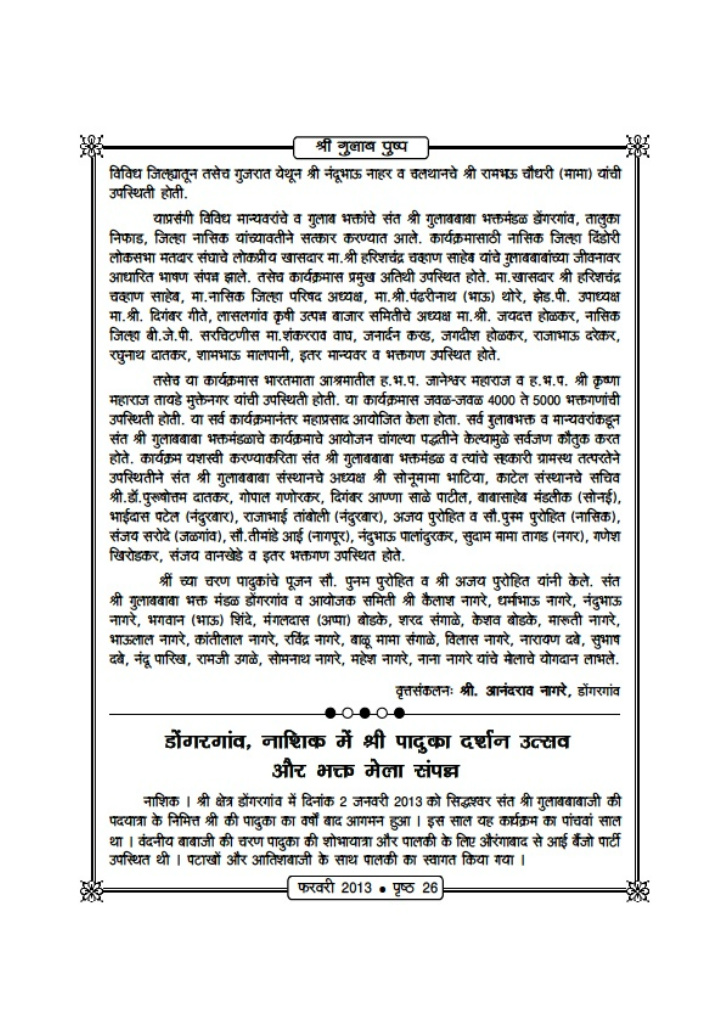 श्री गुलाब पुष्प
विविध जिल्ह्यातून तसेच गुजरात येथून श्री नंदूभाऊ नाहर व चलथानचे श्री रामभाऊ चौधरी (मामा) यांची
उपस्थिती होती.
याप्रसंगी विविध मान्यवरांचे व गुलाब भक्तांचे संत श्री गुलाबबाबा भक्तमंडळ डोंगरगांव, तालुका
निफाड, जिल्हा नासिक यांच्यावतीने सत्कार करण्यात आले. कार्यक्रमासाठी नासिक जिल्हा दिंडोरी
लोकसभा मतदार संघाचे लोकप्रीय खासदार मा.श्री हरिशचंद्र चव्हाण साहेब यांचे गुलाबबाबांच्या जीवनावर
आधारित भाषण संपन्न झाले. तसेच कार्यक्रमास प्रमुख अतिथी उपस्थित होते. मा.खासदार श्री हरिशचंद्र
चव्हाण साहेब, मा.नासिक जिल्हा परिषद अध्यक्ष, मा.श्री.पंढरीनाथ (भाऊ) थोरे, झेड.पी. उपाध्यक्ष
मा.श्री. दिगंबर गीते, लासलगांव कृषी उत्पन्न बाजार समितीचे अध्यक्ष मा.श्री. जयदत्त होळकर, नासिक
जिल्हा बी.जे.पी. सरचिटणीस मा.शंकरराव वाघ, जनार्दन करड, जगदीश होळकर, राजाभाऊ दरेकर,
रघुनाथ दातकर, शामभाऊ मालपानी, इतर मान्यवर व भक्तगण उपस्थित होते.
तसेच या कार्यक्रमास भारतमाता आश्रमातील ह.भ.प. जानेश्वर महाराज व ह.भ.प. श्री कृष्णा
महाराज तायडे मुक्तेनगर यांची उपस्थिती होती. या कार्यक्रमास जवळ-जवळ 4000 ते 5000 भक्तगणांची
उपस्थिती होती. या सर्व कार्यक्रमानंतर महाप्रसाद आयोजित केला होता. सर्व गुलाबभक्त व मान्यवरांकडून
संत श्री गुलाबबाबा भक्तमंडळाचे कार्यक्रमाचे आयोजन चांगल्या पद्धतीने केल्यामुळे सर्वजण कौतुक करत
होते. कार्यक्रम यशस्वी करण्याकरिता संत श्री गुलाबबाबा भक्तमंडळ व त्यांचे सहकारी ग्रामस्थ तत्परतेने
उपस्थितीने संत श्री गुलाबबाबा संस्थानचे अध्यक्ष श्री सोनूमामा भाटिया, काटेल संस्थानचे सचिव
श्री.डॉ.पुरूषोत्तम दातकर, गोपाल गणोरकर, दिगंबर आण्णा साळे पाटील, बाबासाहेब मंडलीक (सोनई),
भाईदास पटेल (नंदुरबार), राजाभाई तांबोली (नंदुरबार), अजय पुरोहित व सौ.पुनम पुरोहित (नासिक),
संजय सरोदे (जळगांव), सौ.तीमांडे आई (नागपूर), नंदुभाऊ पालांदुरकर, सुदाम मामा तागड (नगर), गणेश
खिरोडकर, संजय वानखेडे व इतर भक्तगण उपस्थित होते.
श्रीं च्या चरण पादुकांचे पूजन सौ. पुनम पुरोहित व श्री अजय पुरोहित यांनी केले. संत
श्री गुलाबबाबा भक्त मंडळ डोंगरगांव व आयोजक समिती श्री कैलाश नागरे, धर्माभाऊ नागरे, नंदुभाऊ
नागरे, भगवान (भाऊ) शिंदे, मंगलदास (अप्पा) बोडके, शरद संगाळे, केशव बोडके, मारूती नागरे,
भाऊलाल नागरे, कांतीलाल नागरे, रविंद्र नागरे, बाळू मामा संगाळे, विलास नागरे, नारायण दबे, सुभाष
दबे, नंदू पारिख, रामजी उगळे, सोमनाथ नागरे, महेश नागरे, नाना नागरे यांचे मोलाचे योगदान लाभले.
वृत्तसंकलनः श्री. आनंदराव नागरे, डोंगरगांव
डोंगरगांव, नाशिक में श्री पादुका दर्शन उत्सव
और भक्त मेला संपन्न
नाशिक । श्री क्षेत्र डोंगरगांव में दिनांक 2 जनवरी 2013 को सिद्धश्वर संत श्री गुलाबबाबाजी की
पदयात्रा के निमित्त श्री की पादुका का वर्षों बाद आगमन हुआ । इस साल यह कार्यक्रम का पांचवां साल
था । वंदनीय बाबाजी की चरण पादुका की शोभायात्रा और पालकी के लिए औरंगाबाद से आई बैंजो पार्टी
उपस्थित थी । पटाखों और आतिशबाजी के साथ पालकी का स्वागत किया गया ।
फरवरी 2013 ● पृष्ठ 26